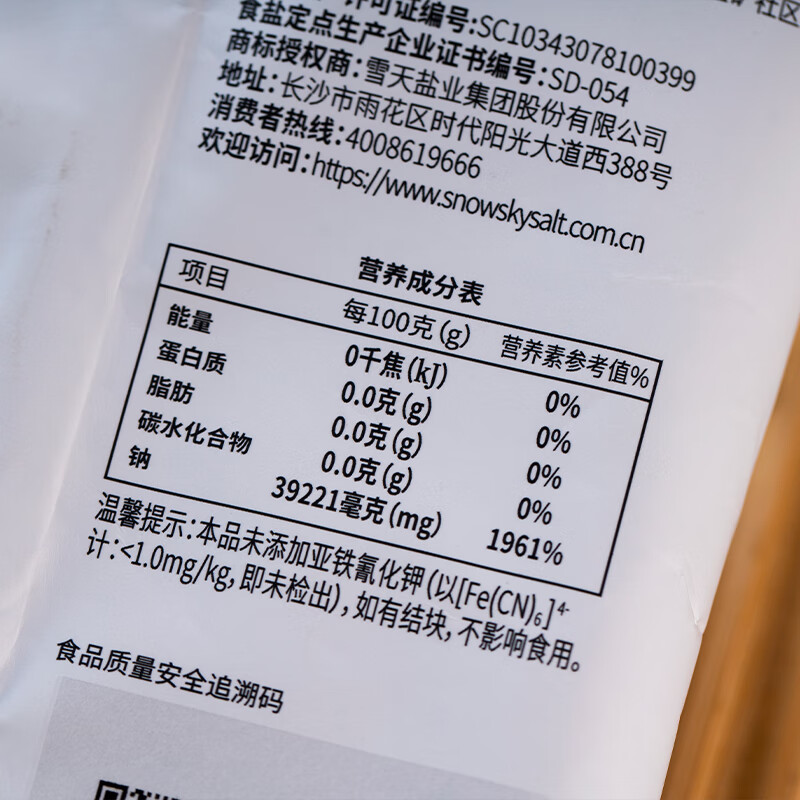 社区
许可证编号:SC10343078100399
食盐定点生产企业证书编号:SD-054
商标授权商:雪天盐业集团股份有限公司
地址:长沙市雨花区时代阳光大道西388号
消费者热线:4008619666
欢迎访问:https://www.snowskysalt.com.cn
营养成分表
项目 每100克(g) 营养素参考值%
能量 0千焦(kJ) 0%
蛋白质 0.0克(g) 0%
脂肪 0.0克(g) 0%
碳水化合物 0.0克(g) 0%
钠 39221毫克(mg) 1961%
温馨提示:本品未添加亚铁氰化钾(以[Fe(CN)₆]⁴⁻
计:<1.0mg/kg,即未检出),如有结块,不影响食用。
食品质量安全追溯码